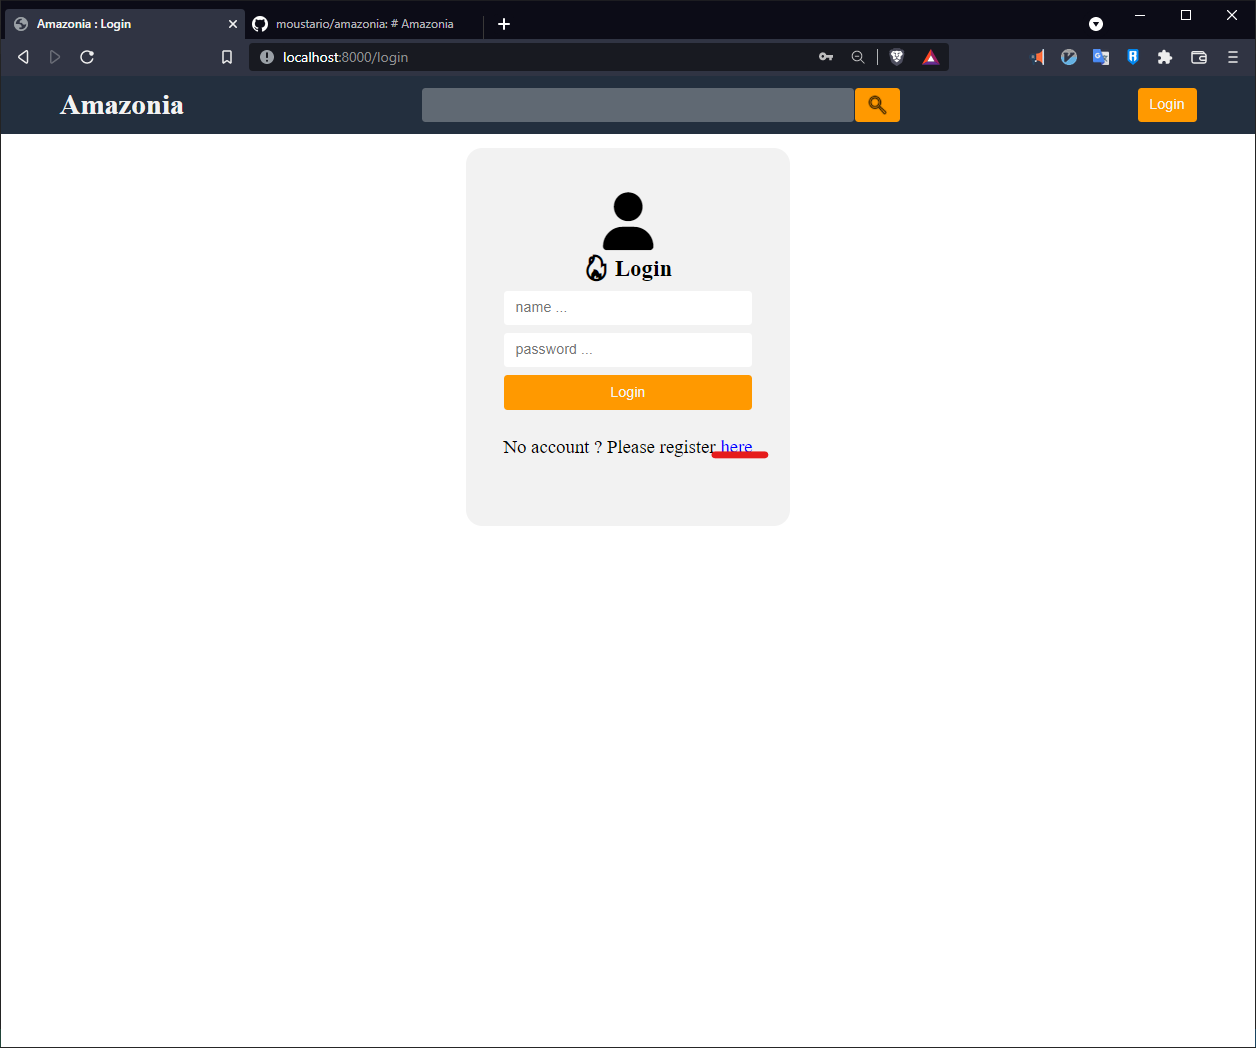 Amazonia : Login
moustario/amazonia: # Amazonia
localhost:8000/login
Amazonia
Login
Login
name ...
password ...
Login
No account ? Please register here